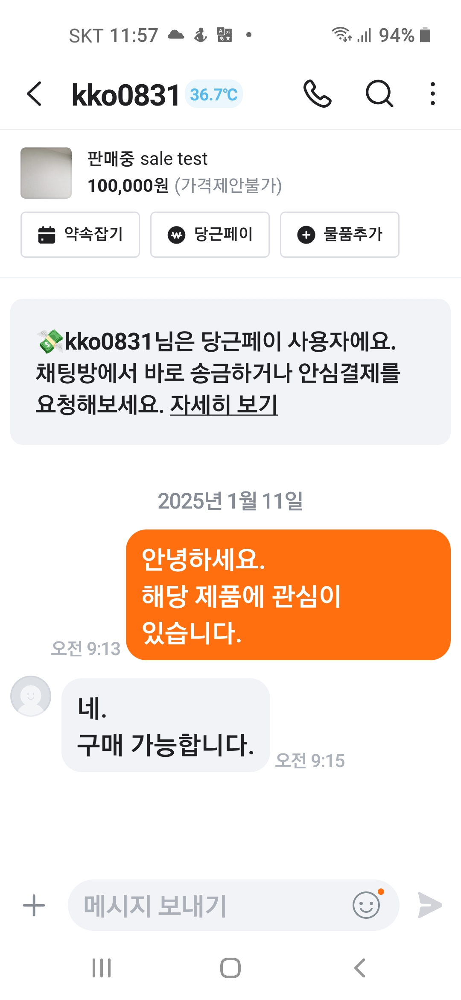 SKT 11:57
94%
kko0831 36.7℃
판매중 sale test
100,000원 (가격제안불가)
약속잡기 당근페이 물품추가
💸kko0831님은 당근페이 사용자에요.
채팅방에서 바로 송금하거나 안심결제를
요청해보세요. 자세히 보기
2025년 1월 11일
안녕하세요.
해당 제품에 관심이
있습니다.
오전 9:13
네.
구매 가능합니다.
오전 9:15
메시지 보내기